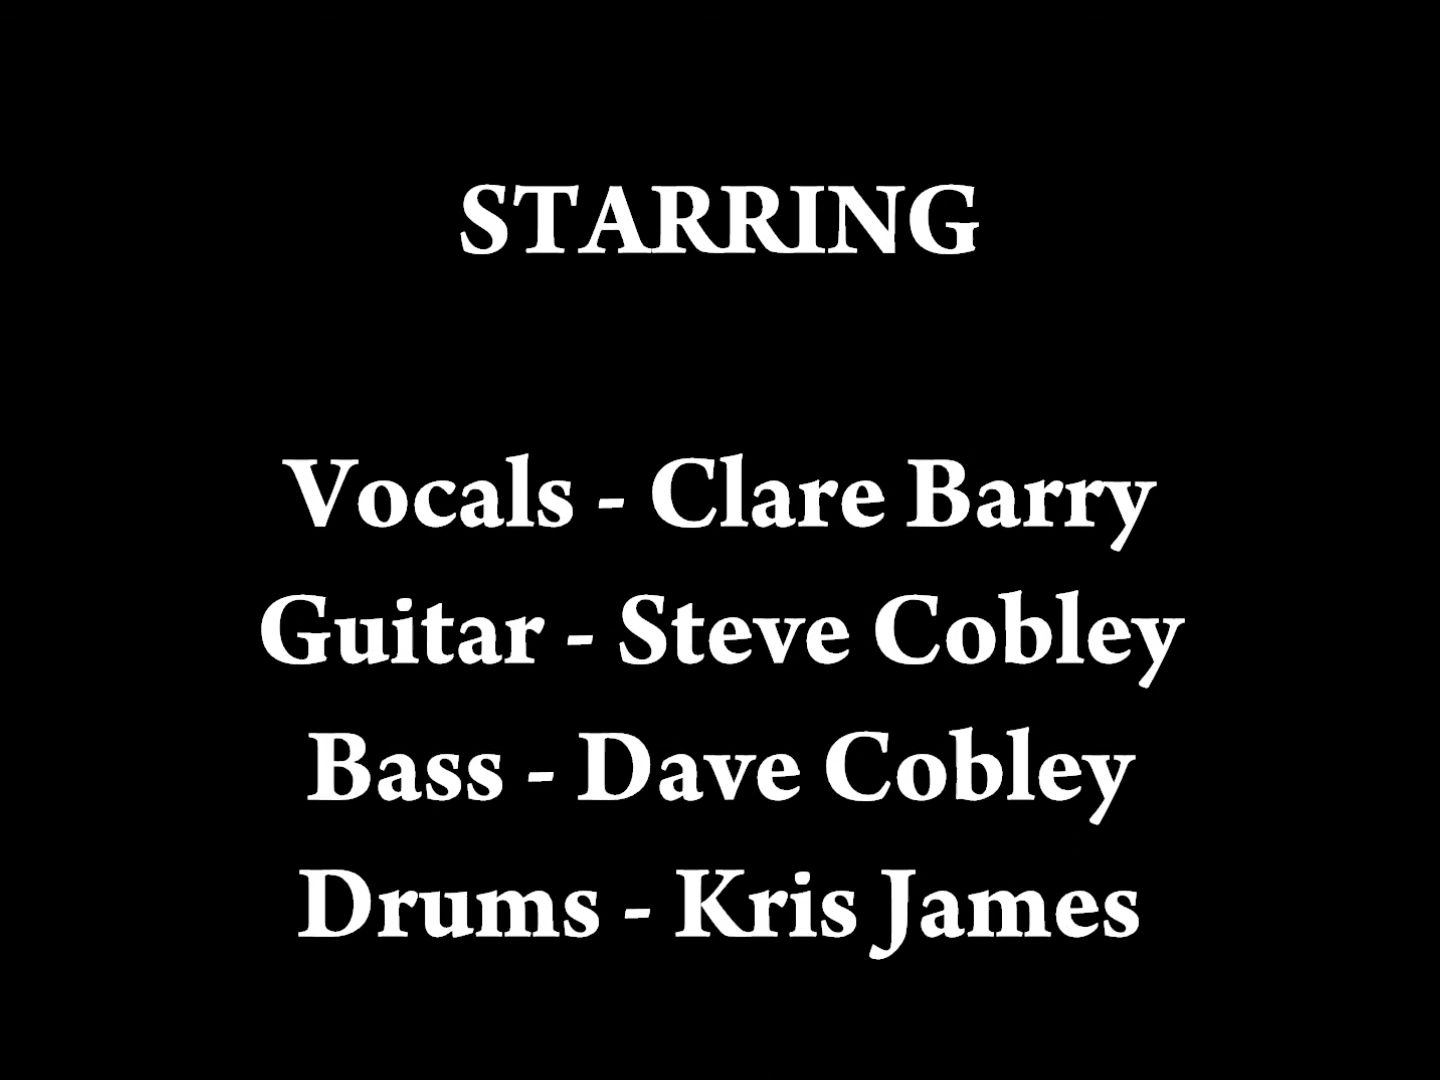 STARRING
Vocals - Clare Barry
Guitar - Steve Cobley
Bass - Dave Cobley
Drums - Kris James